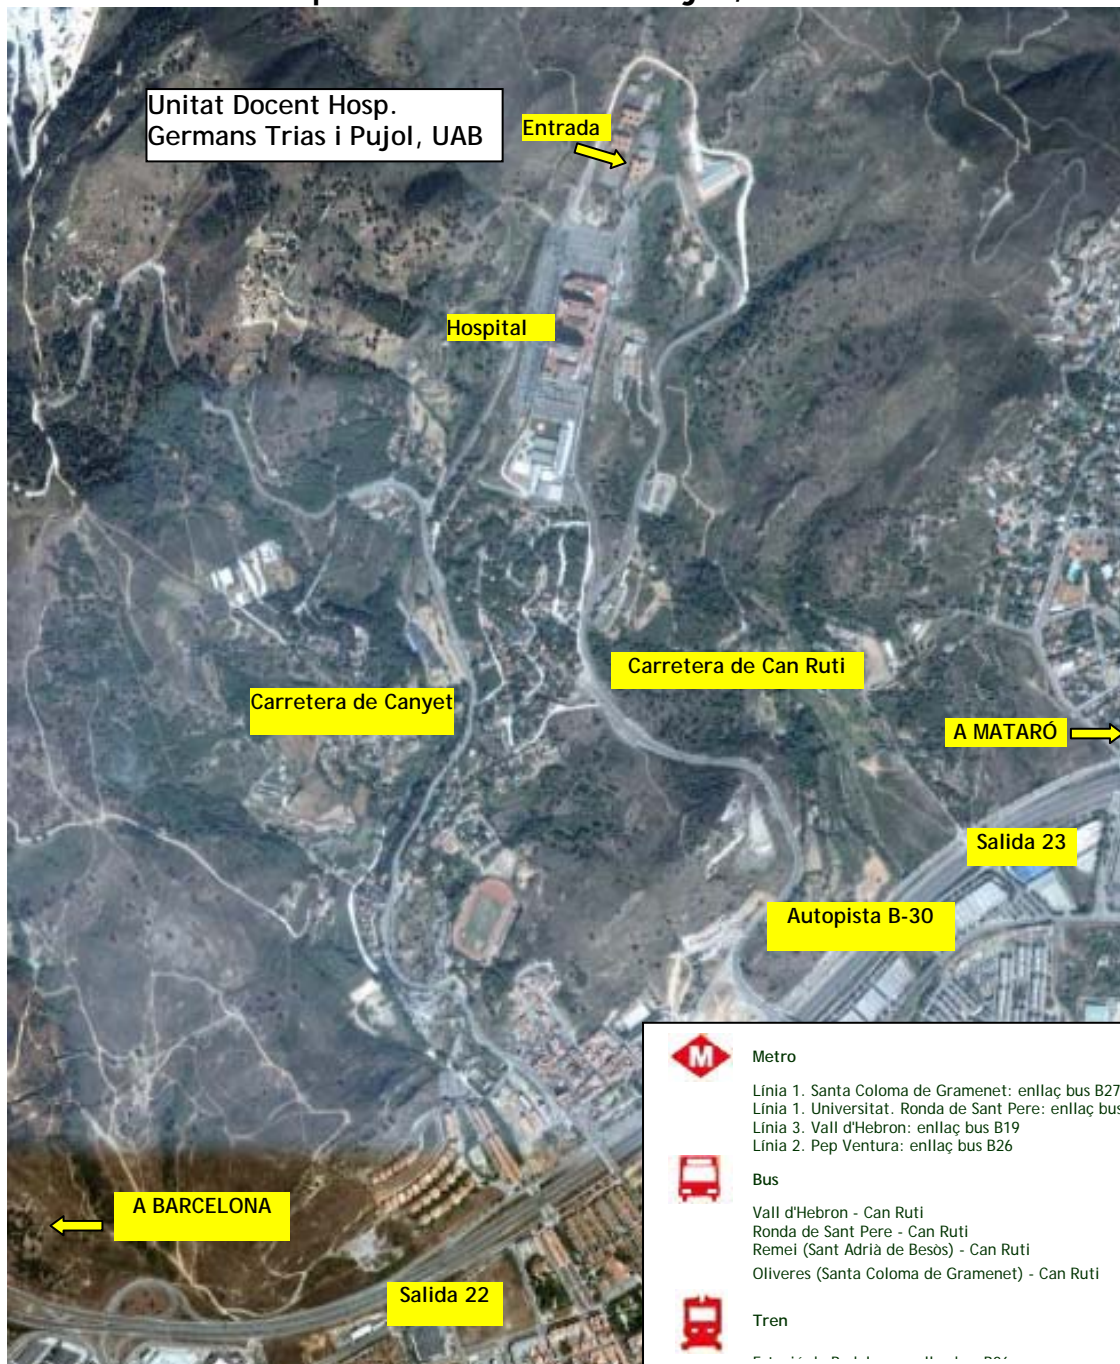 Unitat Docent Hosp.
Germans Trias i Pujol, UAB
Entrada
Hospital
Carretera de Can Ruti
Carretera de Canyet
A MATARÓ
Salida 23
Autopista B-30
M
Metro
Línia 1. Santa Coloma de Gramenet: enllaç bus B27
Línia 1. Universitat. Ronda de Sant Pere: enllaç bus
Línia 3. Vall d'Hebron: enllaç bus B19
Línia 2. Pep Ventura: enllaç bus B26
Bus
Vall d'Hebron - Can Ruti
Ronda de Sant Pere - Can Ruti
Remei (Sant Adrià de Besòs) - Can Ruti
Oliveres (Santa Coloma de Gramenet) - Can Ruti
A BARCELONA
Salida 22
Tren